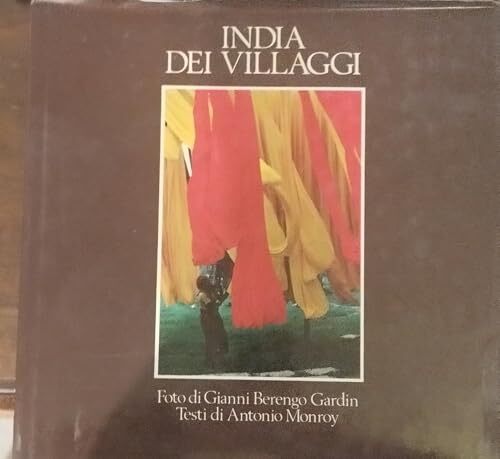 INDIA
DEI VILLAGGI
Foto di Gianni Berengo Gardin
Testi di Antonio Monroy